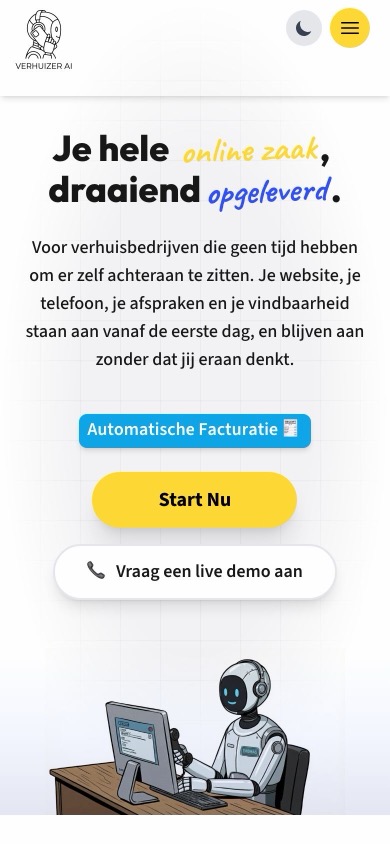 VERHUIZER AI
Je hele online zaak,
draaiend opgeleverd.
Voor verhuisbedrijven die geen tijd hebben
om er zelf achteraan te zitten. Je website, je
telefoon, je afspraken en je vindbaarheid
staan aan vanaf de eerste dag, en blijven aan
zonder dat jij eraan denkt.
Automatische Facturatie 🧾
Start Nu
📞 Vraag een live demo aan